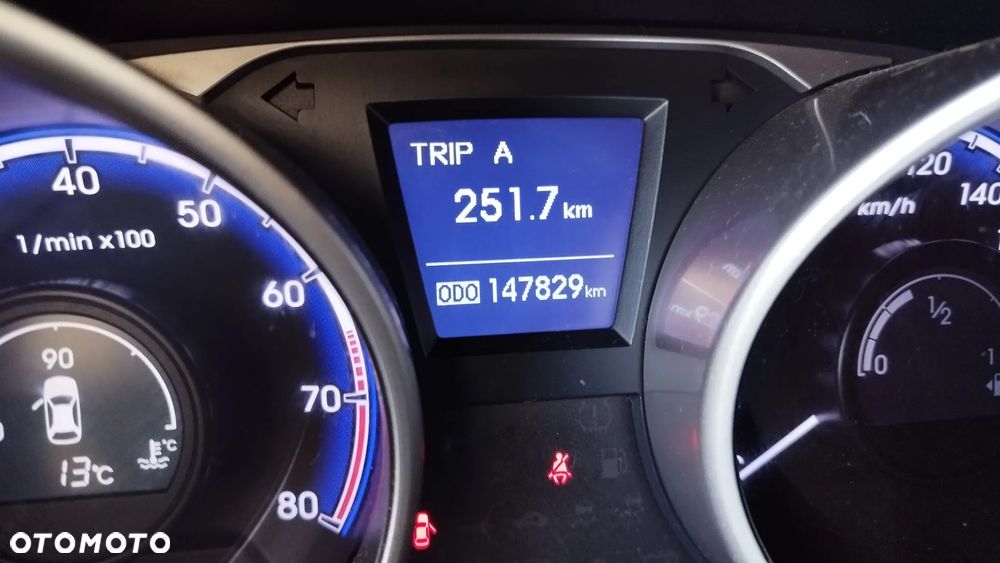 TRIP A
251.7 km
ODO 147829 km
40
50
60
70
80
1/min x100
90
13°C
°C
120
140
km/h
1/2
0
OTOMOTO